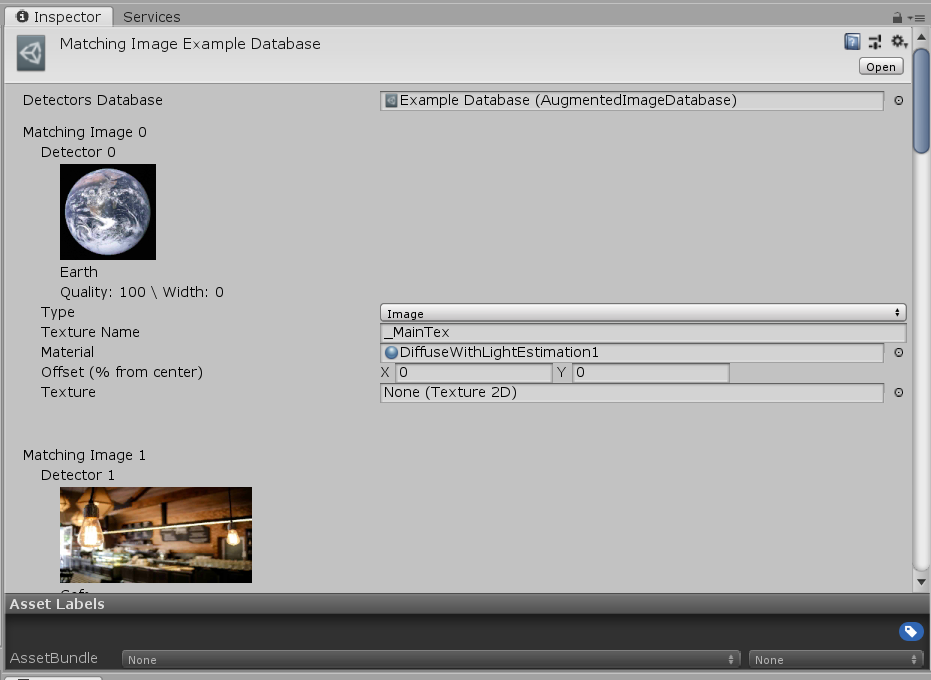 Inspector Services
Matching Image Example Database
Open
Detectors Database Example Database (AugmentedImageDatabase)
Matching Image 0
Detector 0
Earth
Quality: 100 \ Width: 0
Type Image
Texture Name _MainTex
Material DiffuseWithLightEstimation1
Offset (% from center) X 0 Y 0
Texture None (Texture 2D)
Matching Image 1
Detector 1
Asset Labels
AssetBundle None None